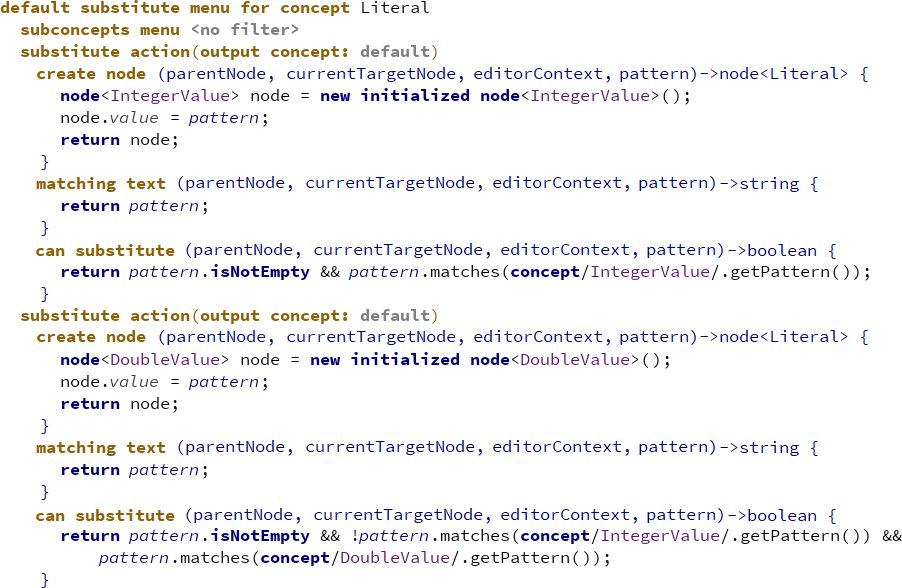 default substitute menu for concept Literal
subconcepts menu <no filter>
substitute action(output concept: default)
create node (parentNode, currentTargetNode, editorContext, pattern)->node<Literal> {
node<IntegerValue> node = new initialized node<IntegerValue>();
node.value = pattern;
return node;
}
matching text (parentNode, currentTargetNode, editorContext, pattern)->string {
return pattern;
}
can substitute (parentNode, currentTargetNode, editorContext, pattern)->boolean {
return pattern.isNotEmpty && pattern.matches(concept/IntegerValue/.getPattern());
}
substitute action(output concept: default)
create node (parentNode, currentTargetNode, editorContext, pattern)->node<Literal> {
node<DoubleValue> node = new initialized node<DoubleValue>();
node.value = pattern;
return node;
}
matching text (parentNode, currentTargetNode, editorContext, pattern)->string {
return pattern;
}
can substitute (parentNode, currentTargetNode, editorContext, pattern)->boolean {
return pattern.isNotEmpty && !pattern.matches(concept/IntegerValue/.getPattern()) &&
pattern.matches(concept/DoubleValue/.getPattern());
}